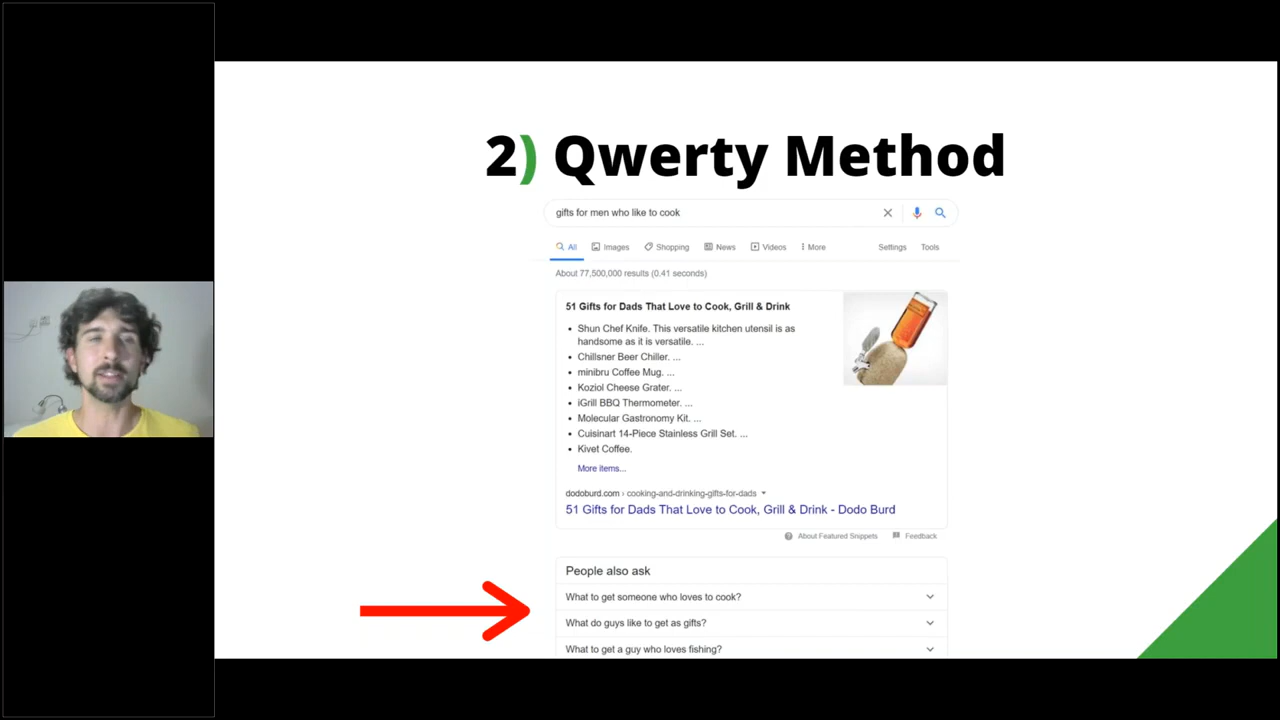 2) Qwerty Method
gifts for men who like to cook
All Images Shopping News Videos More Settings Tools
About 77,500,000 results (0.41 seconds)
51 Gifts for Dads That Love to Cook, Grill & Drink
• Shun Chef Knife. This versatile kitchen utensil is as
handsome as it is versatile. ...
• Chillsner Beer Chiller. ...
• minibru Coffee Mug. ...
• Koziol Cheese Grater. ...
• iGrill BBQ Thermometer. ...
• Molecular Gastronomy Kit. ...
• Cuisinart 14-Piece Stainless Grill Set. ...
• Kivet Coffee.
More items...
dodoburd.com › cooking-and-drinking-gifts-for-dads
51 Gifts for Dads That Love to Cook, Grill & Drink - Dodo Burd
About Featured Snippets Feedback
People also ask
What to get someone who loves to cook?
What do guys like to get as gifts?
What to get a guy who loves fishing?